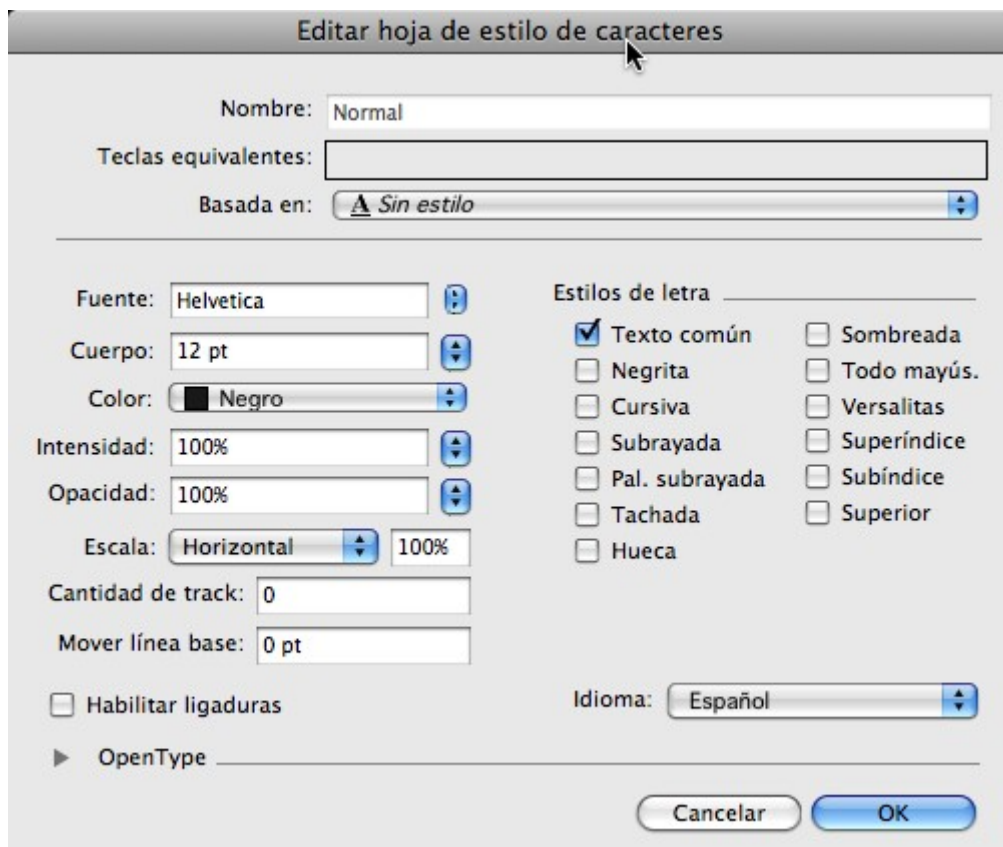 Editar hoja de estilo de caracteres
Nombre: Normal
Teclas equivalentes:
Basada en: A Sin estilo
Fuente: Helvetica
Cuerpo: 12 pt
Color: Negro
Intensidad: 100%
Opacidad: 100%
Escala: Horizontal 100%
Cantidad de track: 0
Mover línea base: 0 pt
Habilitar ligaduras
OpenType
Estilos de letra
Texto común
Negrita
Cursiva
Subrayada
Pal. subrayada
Tachada
Hueca
Sombreada
Todo mayús.
Versalitas
Superíndice
Subíndice
Superior
Idioma: Español
Cancelar
OK